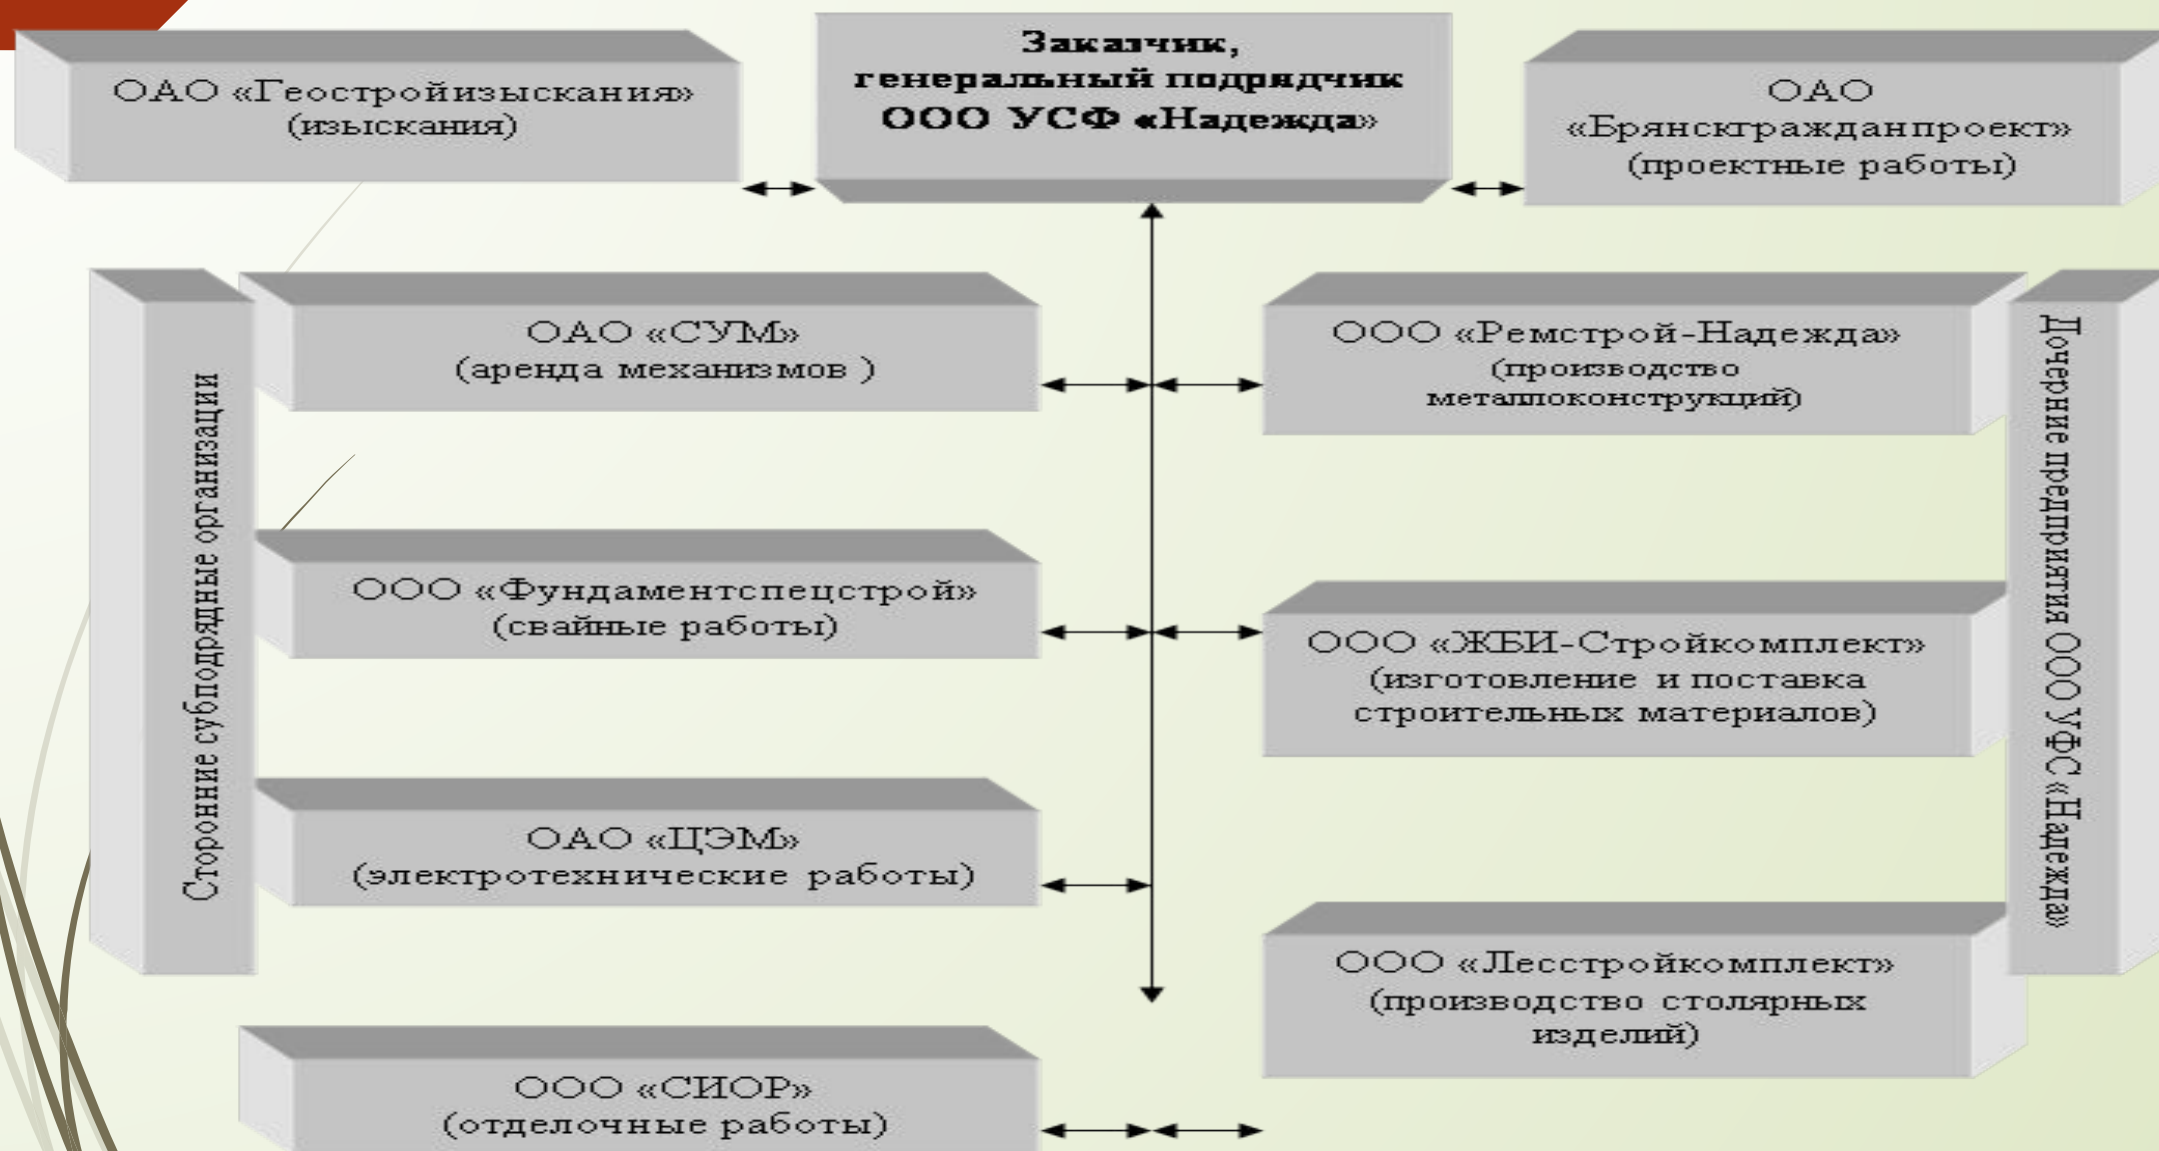 ОАО «Геостройизыскания»
(изыскания)
Заказчик,
генеральный подрядчик
ООО УСФ «Надежда»
ОАО
«Брянскгражданпроект»
(проектные работы)
Сторонние субподрядные организации
ОАО «СУМ»
(аренда механизмов )
ООО «Фундаментспецстрой»
(свайные работы)
ОАО «ЦЭМ»
(электротехнические работы)
ООО «СИОР»
(отделочные работы)
ООО «Ремстрой-Надежда»
(производство
металлоконструкций)
ООО «ЖБИ-Стройкомплект»
(изготовление и поставка
строительных материалов)
ООО «Лесстройкомплект»
(производство столярных
изделий)
Дочерние предприятия ООО УФС «Надежда»